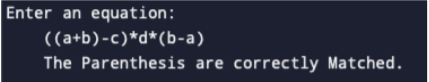 Enter an equation:
((a+b)-c)*d*(b-a)
The Parenthesis are correctly Matched.